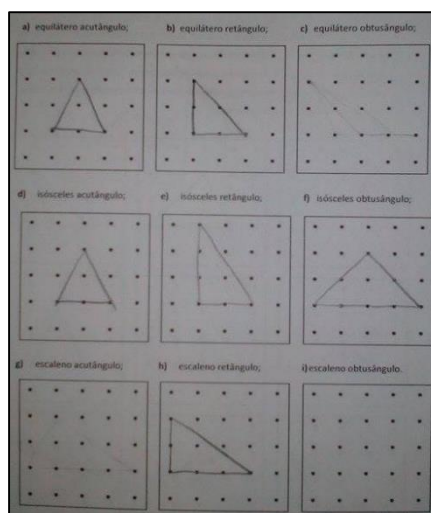 a) equilátero acutângulo; b) equilátero retângulo; c) equilátero obtusângulo;
d) isósceles acutângulo; e) isósceles retângulo; f) isósceles obtusângulo;
g) escaleno acutângulo; h) escaleno retângulo; i) escaleno obtusângulo.